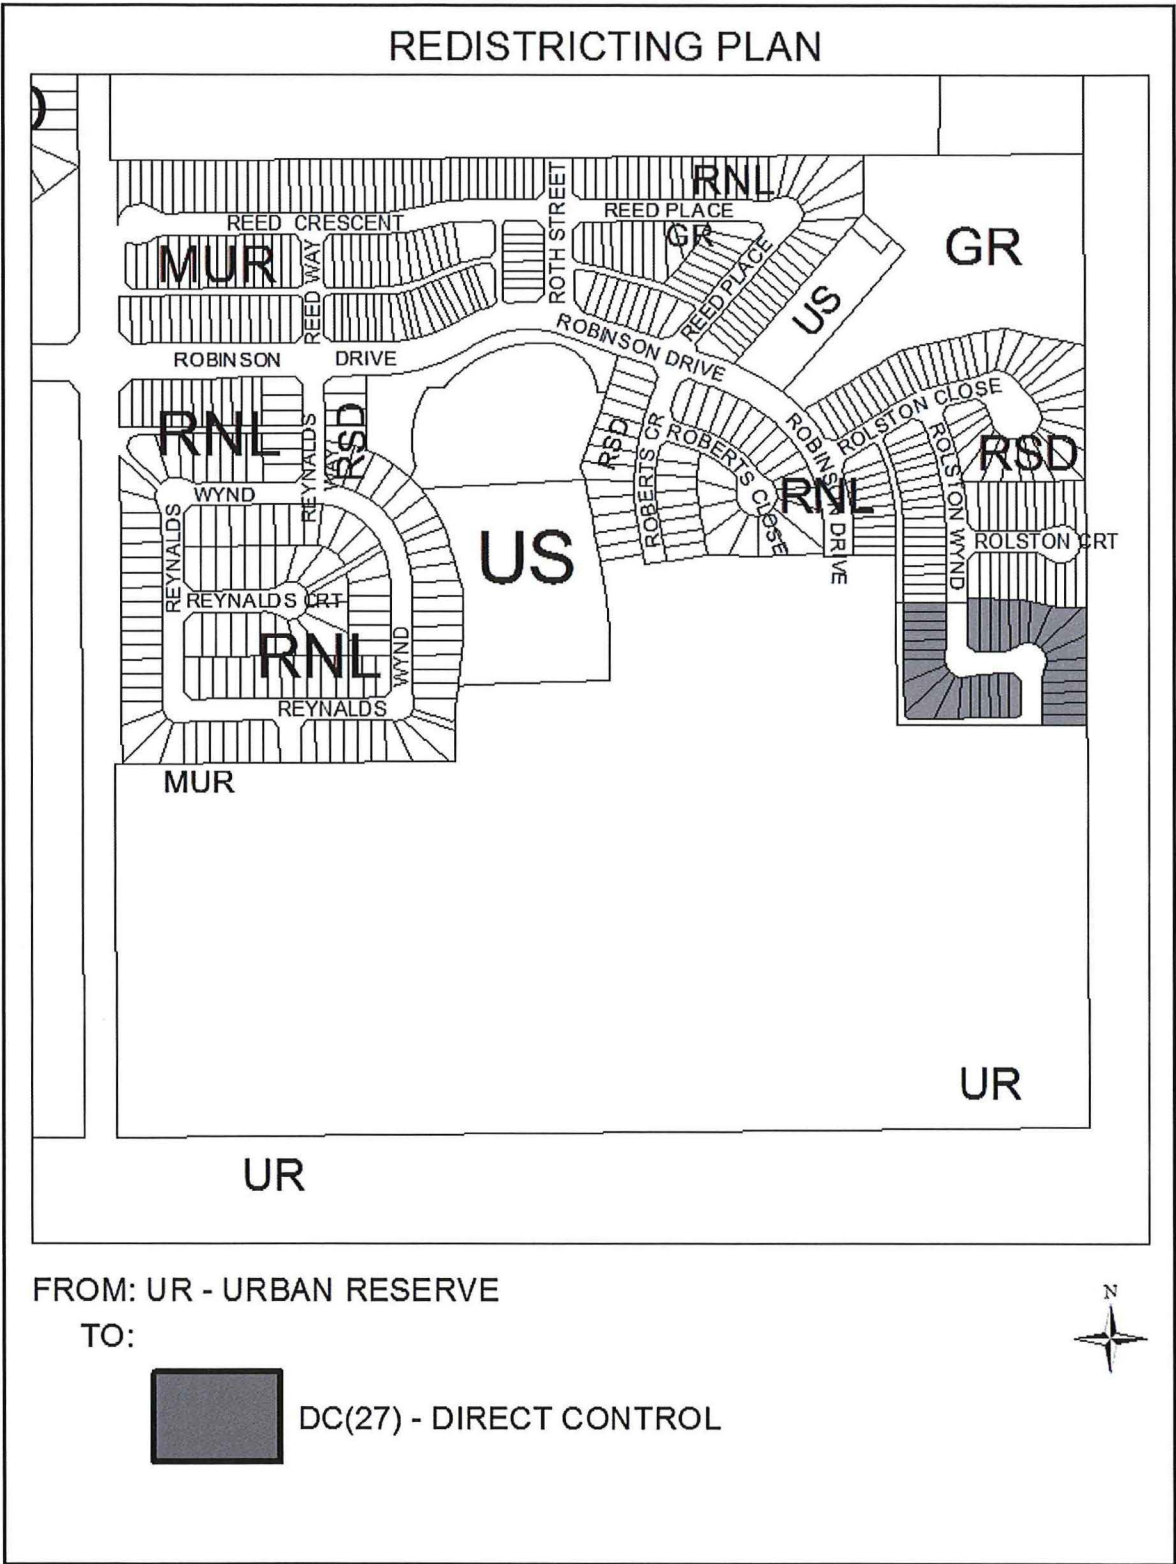 REDISTRICTING PLAN
RNL
REED PLACE
REED CRESCENT
ROTH STREET
GR
GR
MUR
REED WAY
REED PLACE
US
ROBINSON DRIVE
ROBINSON DRIVE
ROLSTON CLOSE
RNL
REYNALDS WAY
RSD
RSD
ROBERTS CR
ROBERTS CLOSE
ROBINSON DRIVE
RNL
ROLSTON WYND
RSD
WYND
REYNALDS
US
ROLSTON CRT
REYNALDS CRT
RNL
WYND
REYNALDS
MUR
UR
UR
FROM: UR - URBAN RESERVE
TO:
N
DC(27) - DIRECT CONTROL